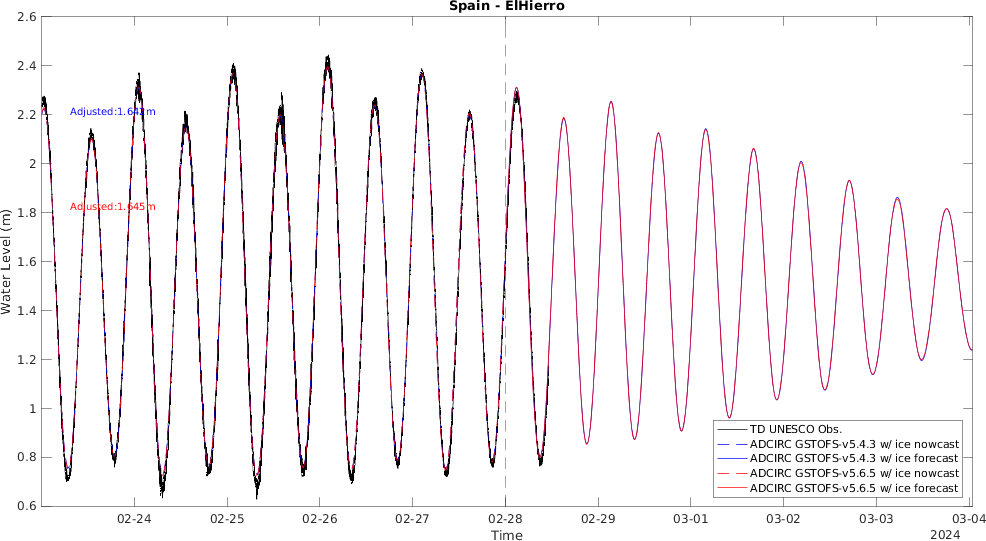 Spain - ElHierro
2.6
2.4
2.2
2
1.8
1.6
1.4
1.2
1
0.8
0.6
Water Level (m)
Adjusted:1.642m
Adjusted:1.645m
TD UNESCO Obs.
ADCIRC GSTOFS-v5.4.3 w/ ice nowcast
ADCIRC GSTOFS-v5.4.3 w/ ice forecast
ADCIRC GSTOFS-v5.6.5 w/ ice nowcast
ADCIRC GSTOFS-v5.6.5 w/ ice forecast
02-24 02-25 02-26 02-27 02-28 02-29 03-01 03-02 03-03 03-04
Time
2024